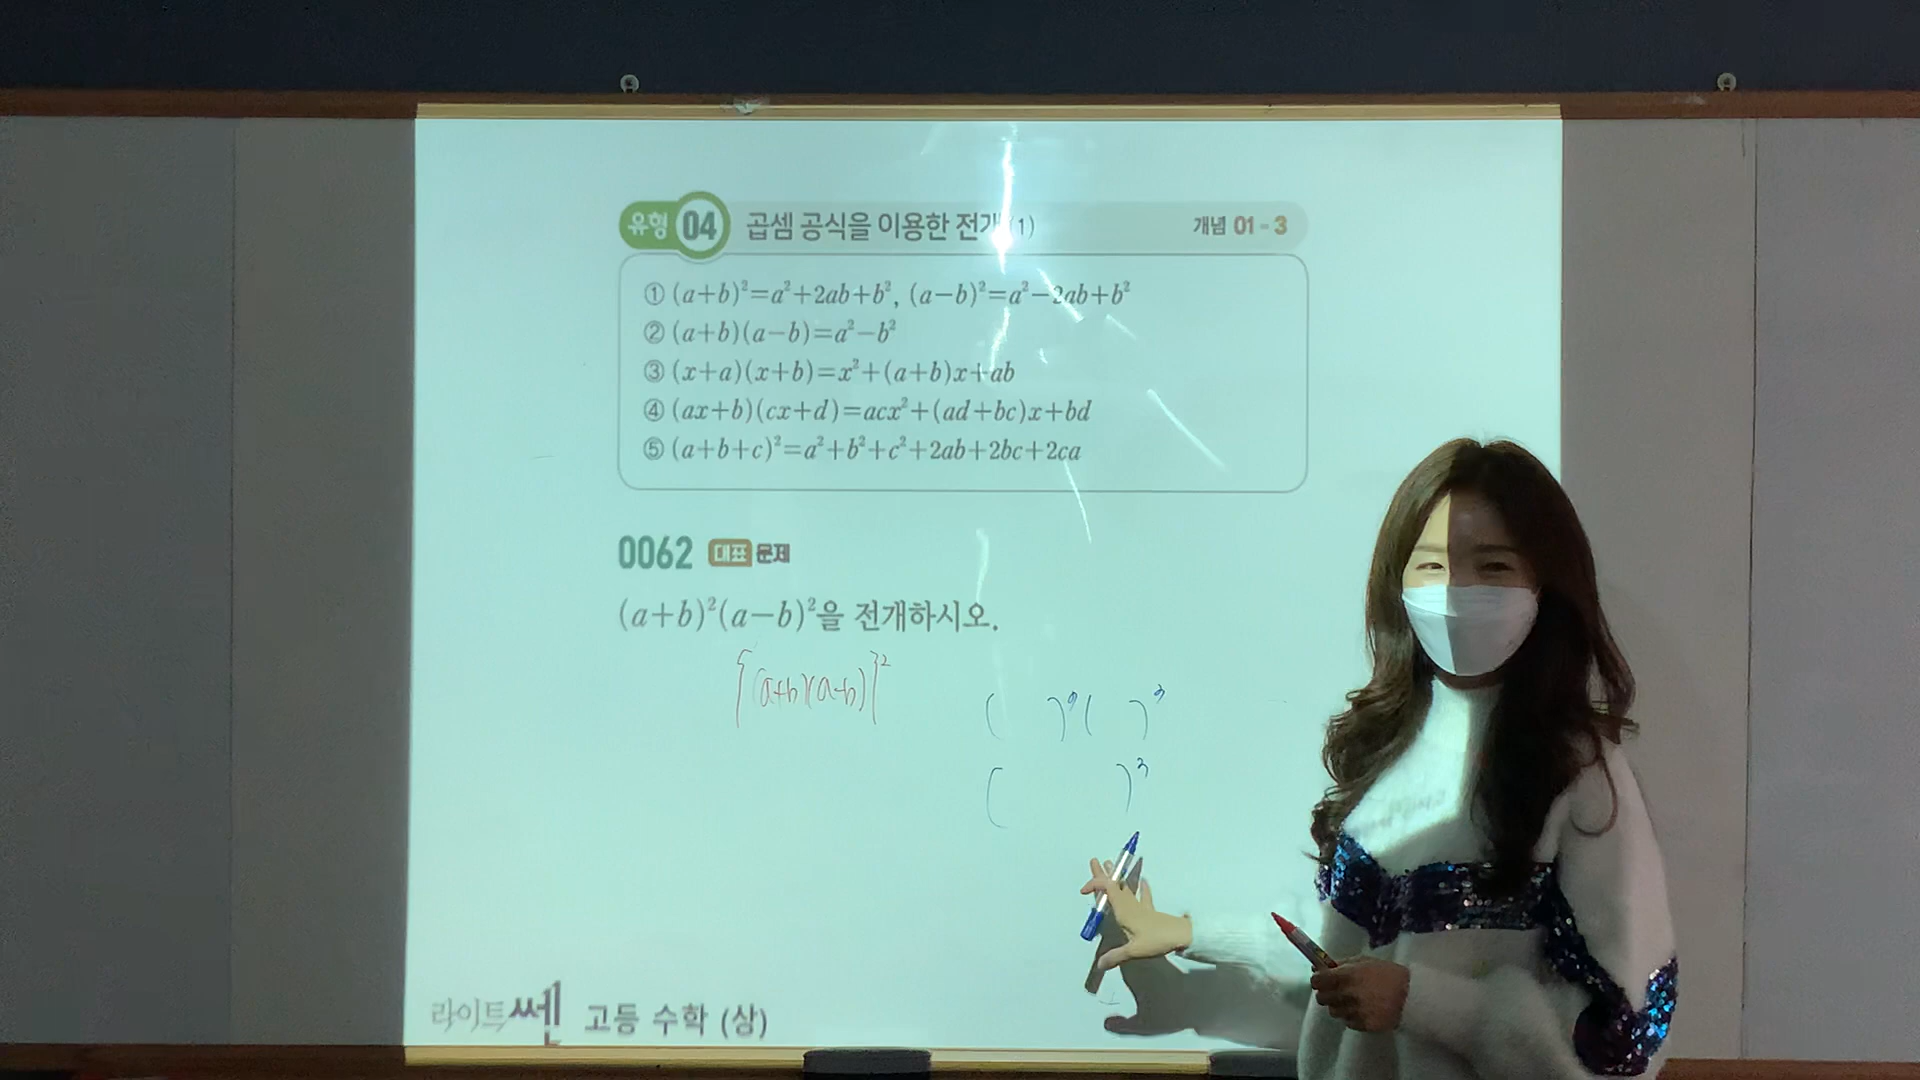 유형 04 곱셈 공식을 이용한 전개 (1) 개념 01-3
① (a+b)²=a²+2ab+b², (a−b)²=a²−2ab+b²
② (a+b)(a−b)=a²−b²
③ (x+a)(x+b)=x²+(a+b)x+ab
④ (ax+b)(cx+d)=acx²+(ad+bc)x+bd
⑤ (a+b+c)²=a²+b²+c²+2ab+2bc+2ca
0062 대표 문제
(a+b)²(a−b)²을 전개하시오.
{(a+b)(a-b)}²
라이트쎈 고등 수학 (상)